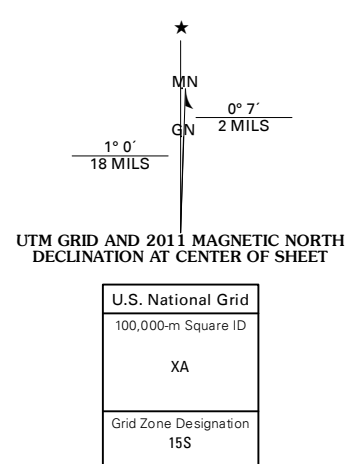 MN
0° 7´
2 MILS
GN
1° 0´
18 MILS
UTM GRID AND 2011 MAGNETIC NORTH
DECLINATION AT CENTER OF SHEET
U.S. National Grid
100,000-m Square ID
XA
Grid Zone Designation
15S